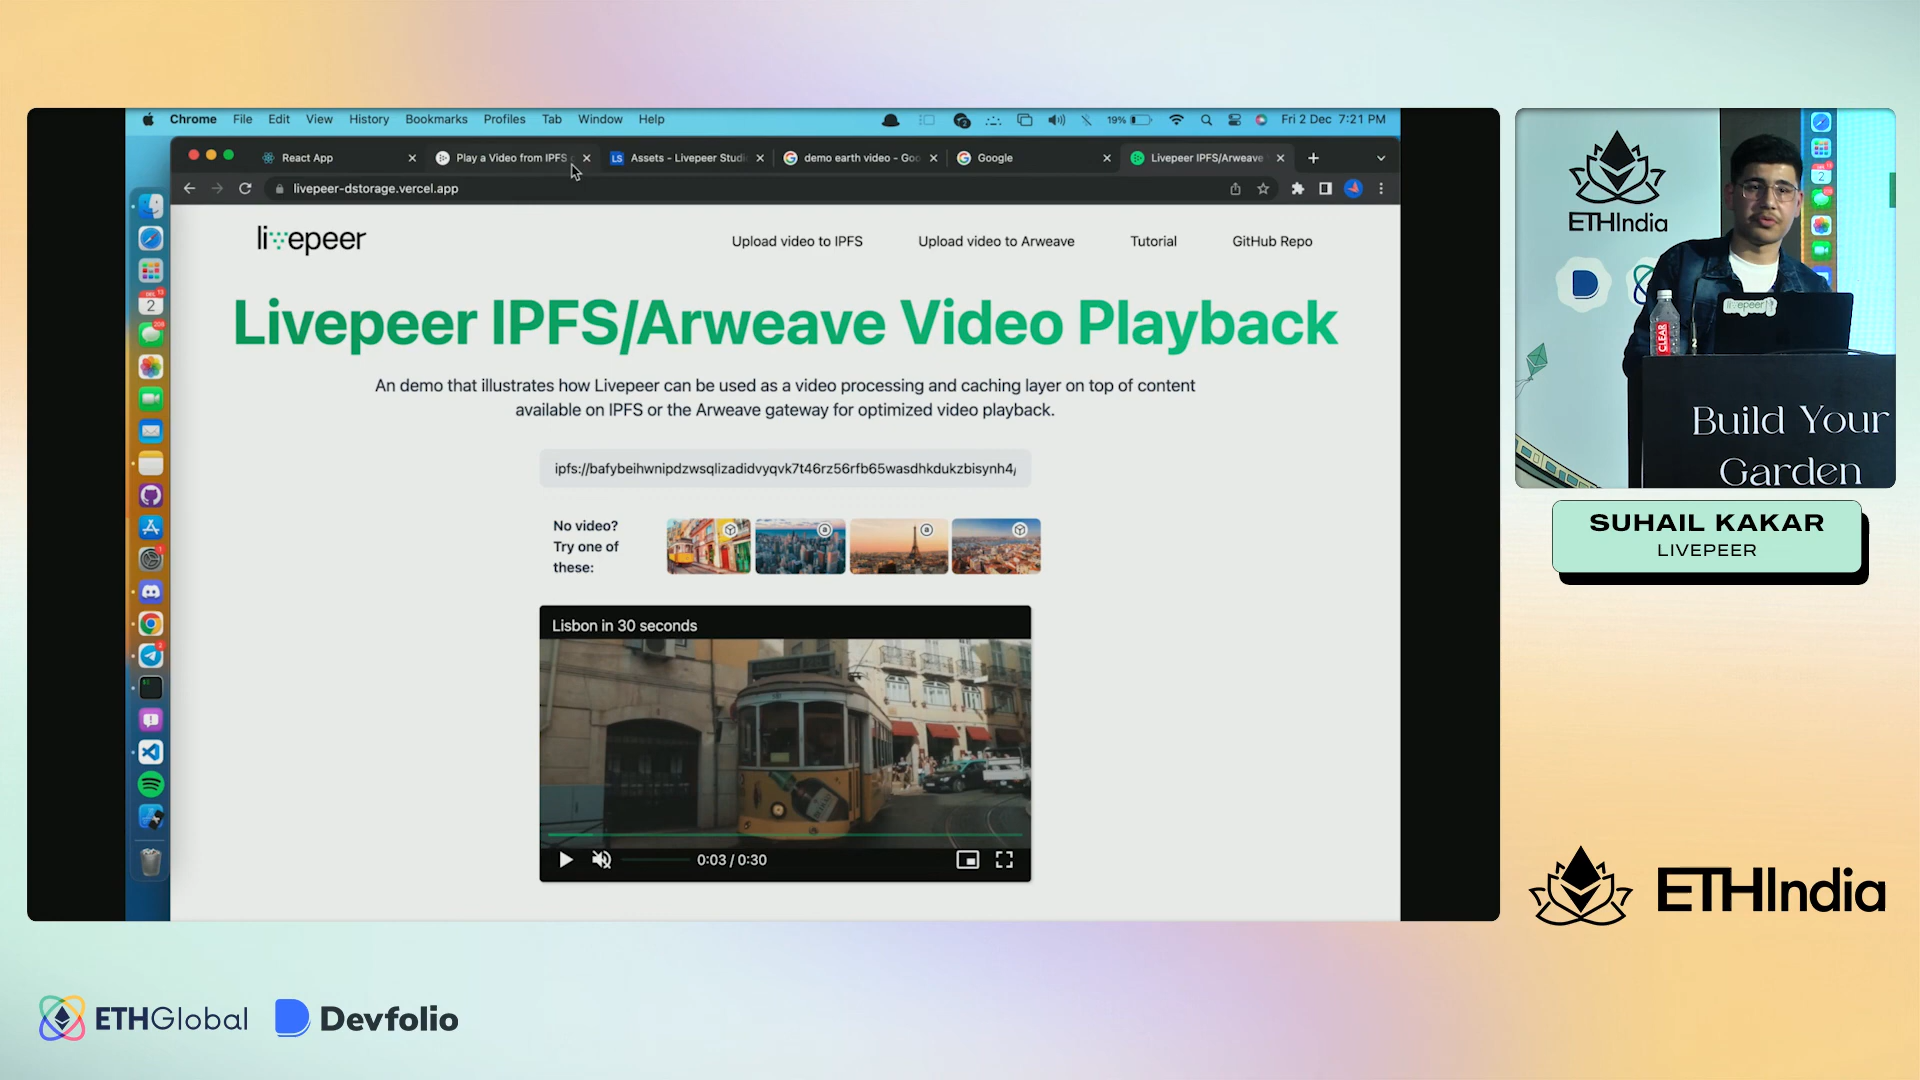 Chrome File Edit View History Bookmarks Profiles Tab Window Help
19%
Fri 2 Dec 7:21 PM
React App
Play a Video from IPFS
Assets - Livepeer Studi
demo earth video - Goo
Google
Livepeer IPFS/Arweave
livepeer-dstorage.vercel.app
livepeer
Upload video to IPFS
Upload video to Arweave
Tutorial
GitHub Repo
Livepeer IPFS/Arweave Video Playback
An demo that illustrates how Livepeer can be used as a video processing and caching layer on top of content
available on IPFS or the Arweave gateway for optimized video playback.
ipfs://bafybeihwnipdzwsqlizadidvyqvk7t46rz56rfb65wasdhkdukzbisynh4/
No video?
Try one of
these:
Lisbon in 30 seconds
0:03 / 0:30
ETHIndia
livepeer
CLEAR
Build Your
Garden
SUHAIL KAKAR
LIVEPEER
ETHIndia
ETHGlobal
Devfolio